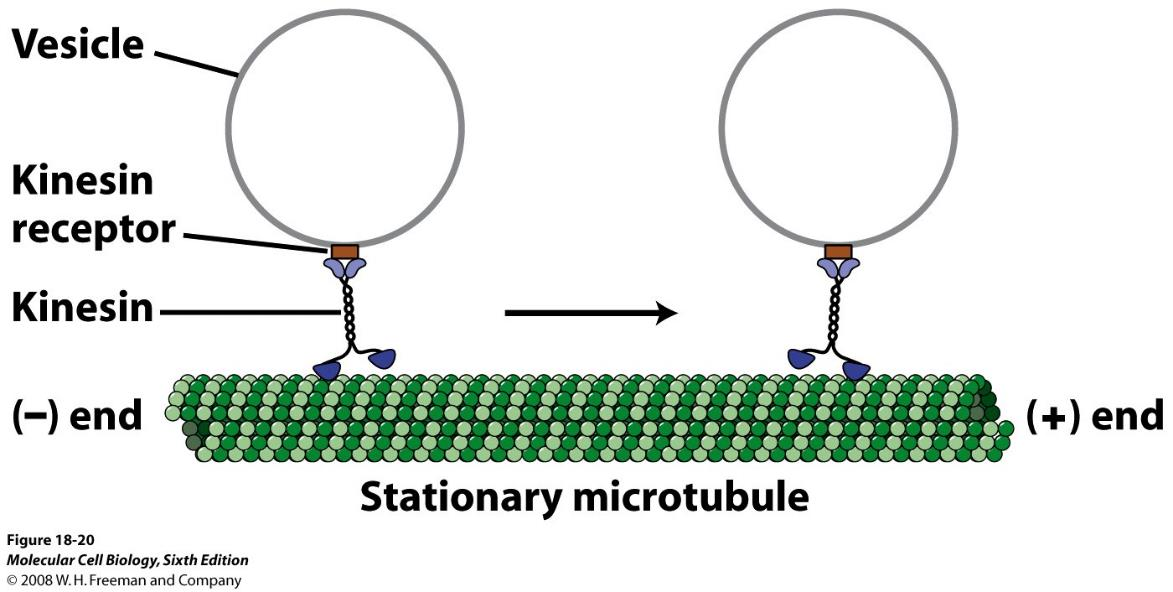 Vesicle
Kinesin
receptor
Kinesin
(−) end
(+) end
Stationary microtubule
Figure 18-20
Molecular Cell Biology, Sixth Edition
© 2008 W. H. Freeman and Company